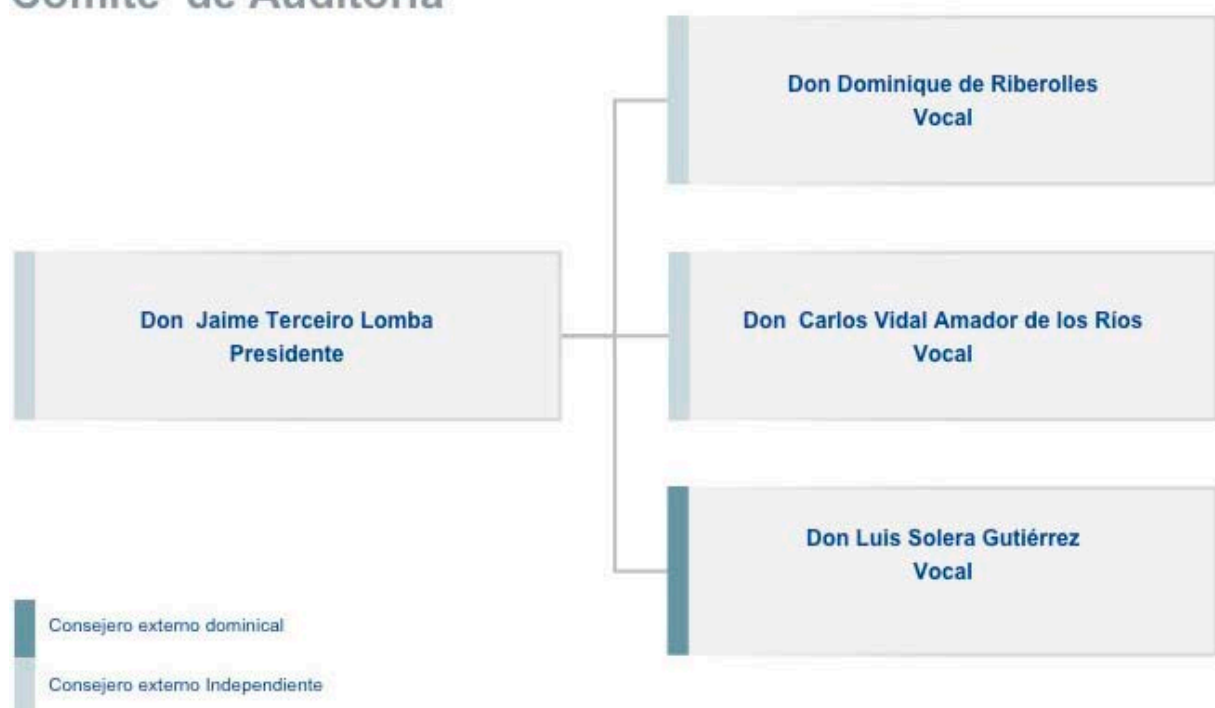 Comité de Auditoría
Don Dominique de Riberolles
Vocal
Don Jaime Terceiro Lomba
Presidente
Don Carlos Vidal Amador de los Ríos
Vocal
Don Luis Solera Gutiérrez
Vocal
Consejero externo dominical
Consejero externo Independiente